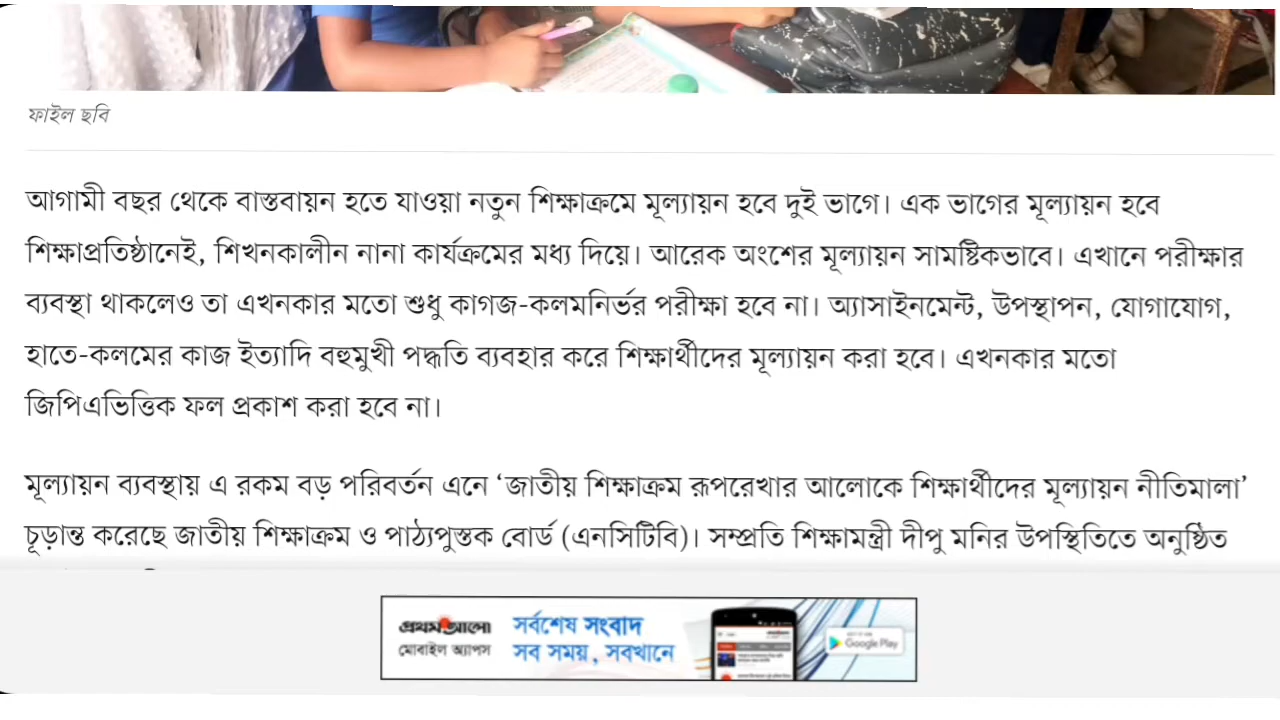 ফাইল ছবি
আগামী বছর থেকে বাস্তবায়ন হতে যাওয়া নতুন শিক্ষাক্রমে মূল্যায়ন হবে দুই ভাগে। এক ভাগের মূল্যায়ন হবে
শিক্ষাপ্রতিষ্ঠানেই, শিখনকালীন নানা কার্যক্রমের মধ্য দিয়ে। আরেক অংশের মূল্যায়ন সামষ্টিকভাবে। এখানে পরীক্ষার
ব্যবস্থা থাকলেও তা এখনকার মতো শুধু কাগজ-কলমনির্ভর পরীক্ষা হবে না। অ্যাসাইনমেন্ট, উপস্থাপন, যোগাযোগ,
হাতে-কলমের কাজ ইত্যাদি বহুমুখী পদ্ধতি ব্যবহার করে শিক্ষার্থীদের মূল্যায়ন করা হবে। এখনকার মতো
জিপিএভিত্তিক ফল প্রকাশ করা হবে না।
মূল্যায়ন ব্যবস্থায় এ রকম বড় পরিবর্তন এনে ‘জাতীয় শিক্ষাক্রম রূপরেখার আলোকে শিক্ষার্থীদের মূল্যায়ন নীতিমালা’
চূড়ান্ত করেছে জাতীয় শিক্ষাক্রম ও পাঠ্যপুস্তক বোর্ড (এনসিটিবি)। সম্প্রতি শিক্ষামন্ত্রী দীপু মনির উপস্থিতিতে অনুষ্ঠিত
প্রথম আলো
মোবাইল অ্যাপস
সর্বশেষ সংবাদ
সব সময়, সবখানে
Google Play